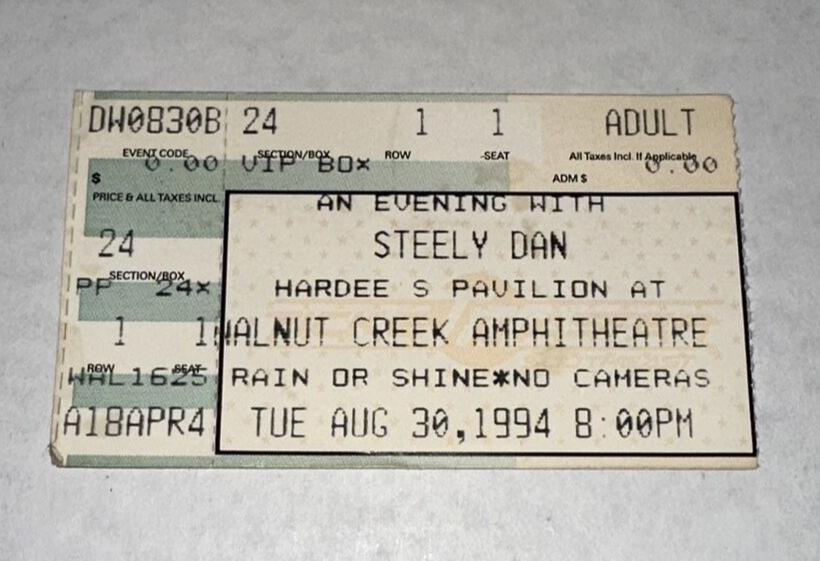 DW0830B 24 1 1 ADULT
EVENT CODE SECTION/BOX ROW SEAT All Taxes Incl. If Applicable
0.00 VIP BOX 0.00
$ ADM $
PRICE & ALL TAXES INCL.
AN EVENING WITH
24 STEELY DAN
SECTION/BOX
PP 24x HARDEE S PAVILION AT
1 1 WALNUT CREEK AMPHITHEATRE
ROW SEAT
WAL1625 RAIN OR SHINE*NO CAMERAS
A18APR4 TUE AUG 30,1994 8:00PM